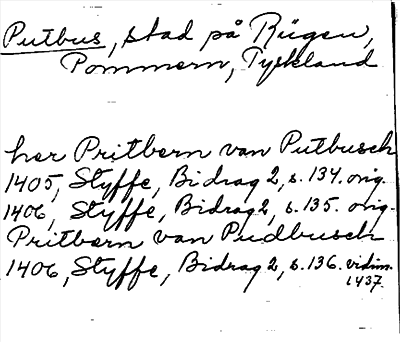 Putbus, stad på Rügen,
Pommern, Tyskland
her Pritbern van Putbusch
1405, Styffe, Bidrag 2, s. 134. orig.
1406, Styffe, Bidrag 2, s. 135. orig.
Pritbern van Pudbusch
1406, Styffe, Bidrag 2, s. 136. vidim.
1437.